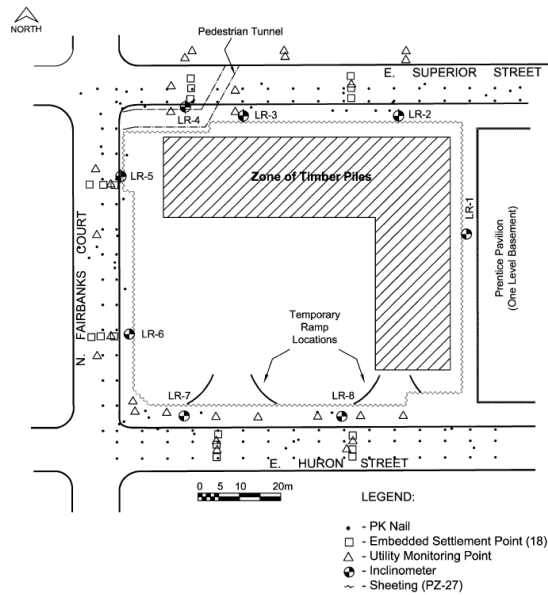 NORTH
Pedestrian Tunnel
E. SUPERIOR STREET
LR-4
LR-3
LR-2
LR-5
Zone of Timber Piles
LR-1
Prentice Pavilion
(One Level Basement)
N. FAIRBANKS COURT
LR-6
Temporary
Ramp
Locations
LR-7
LR-8
E. HURON STREET
0 5 10 20m
LEGEND:
- PK Nail
- Embedded Settlement Point (18)
- Utility Monitoring Point
- Inclinometer
- Sheeting (PZ-27)